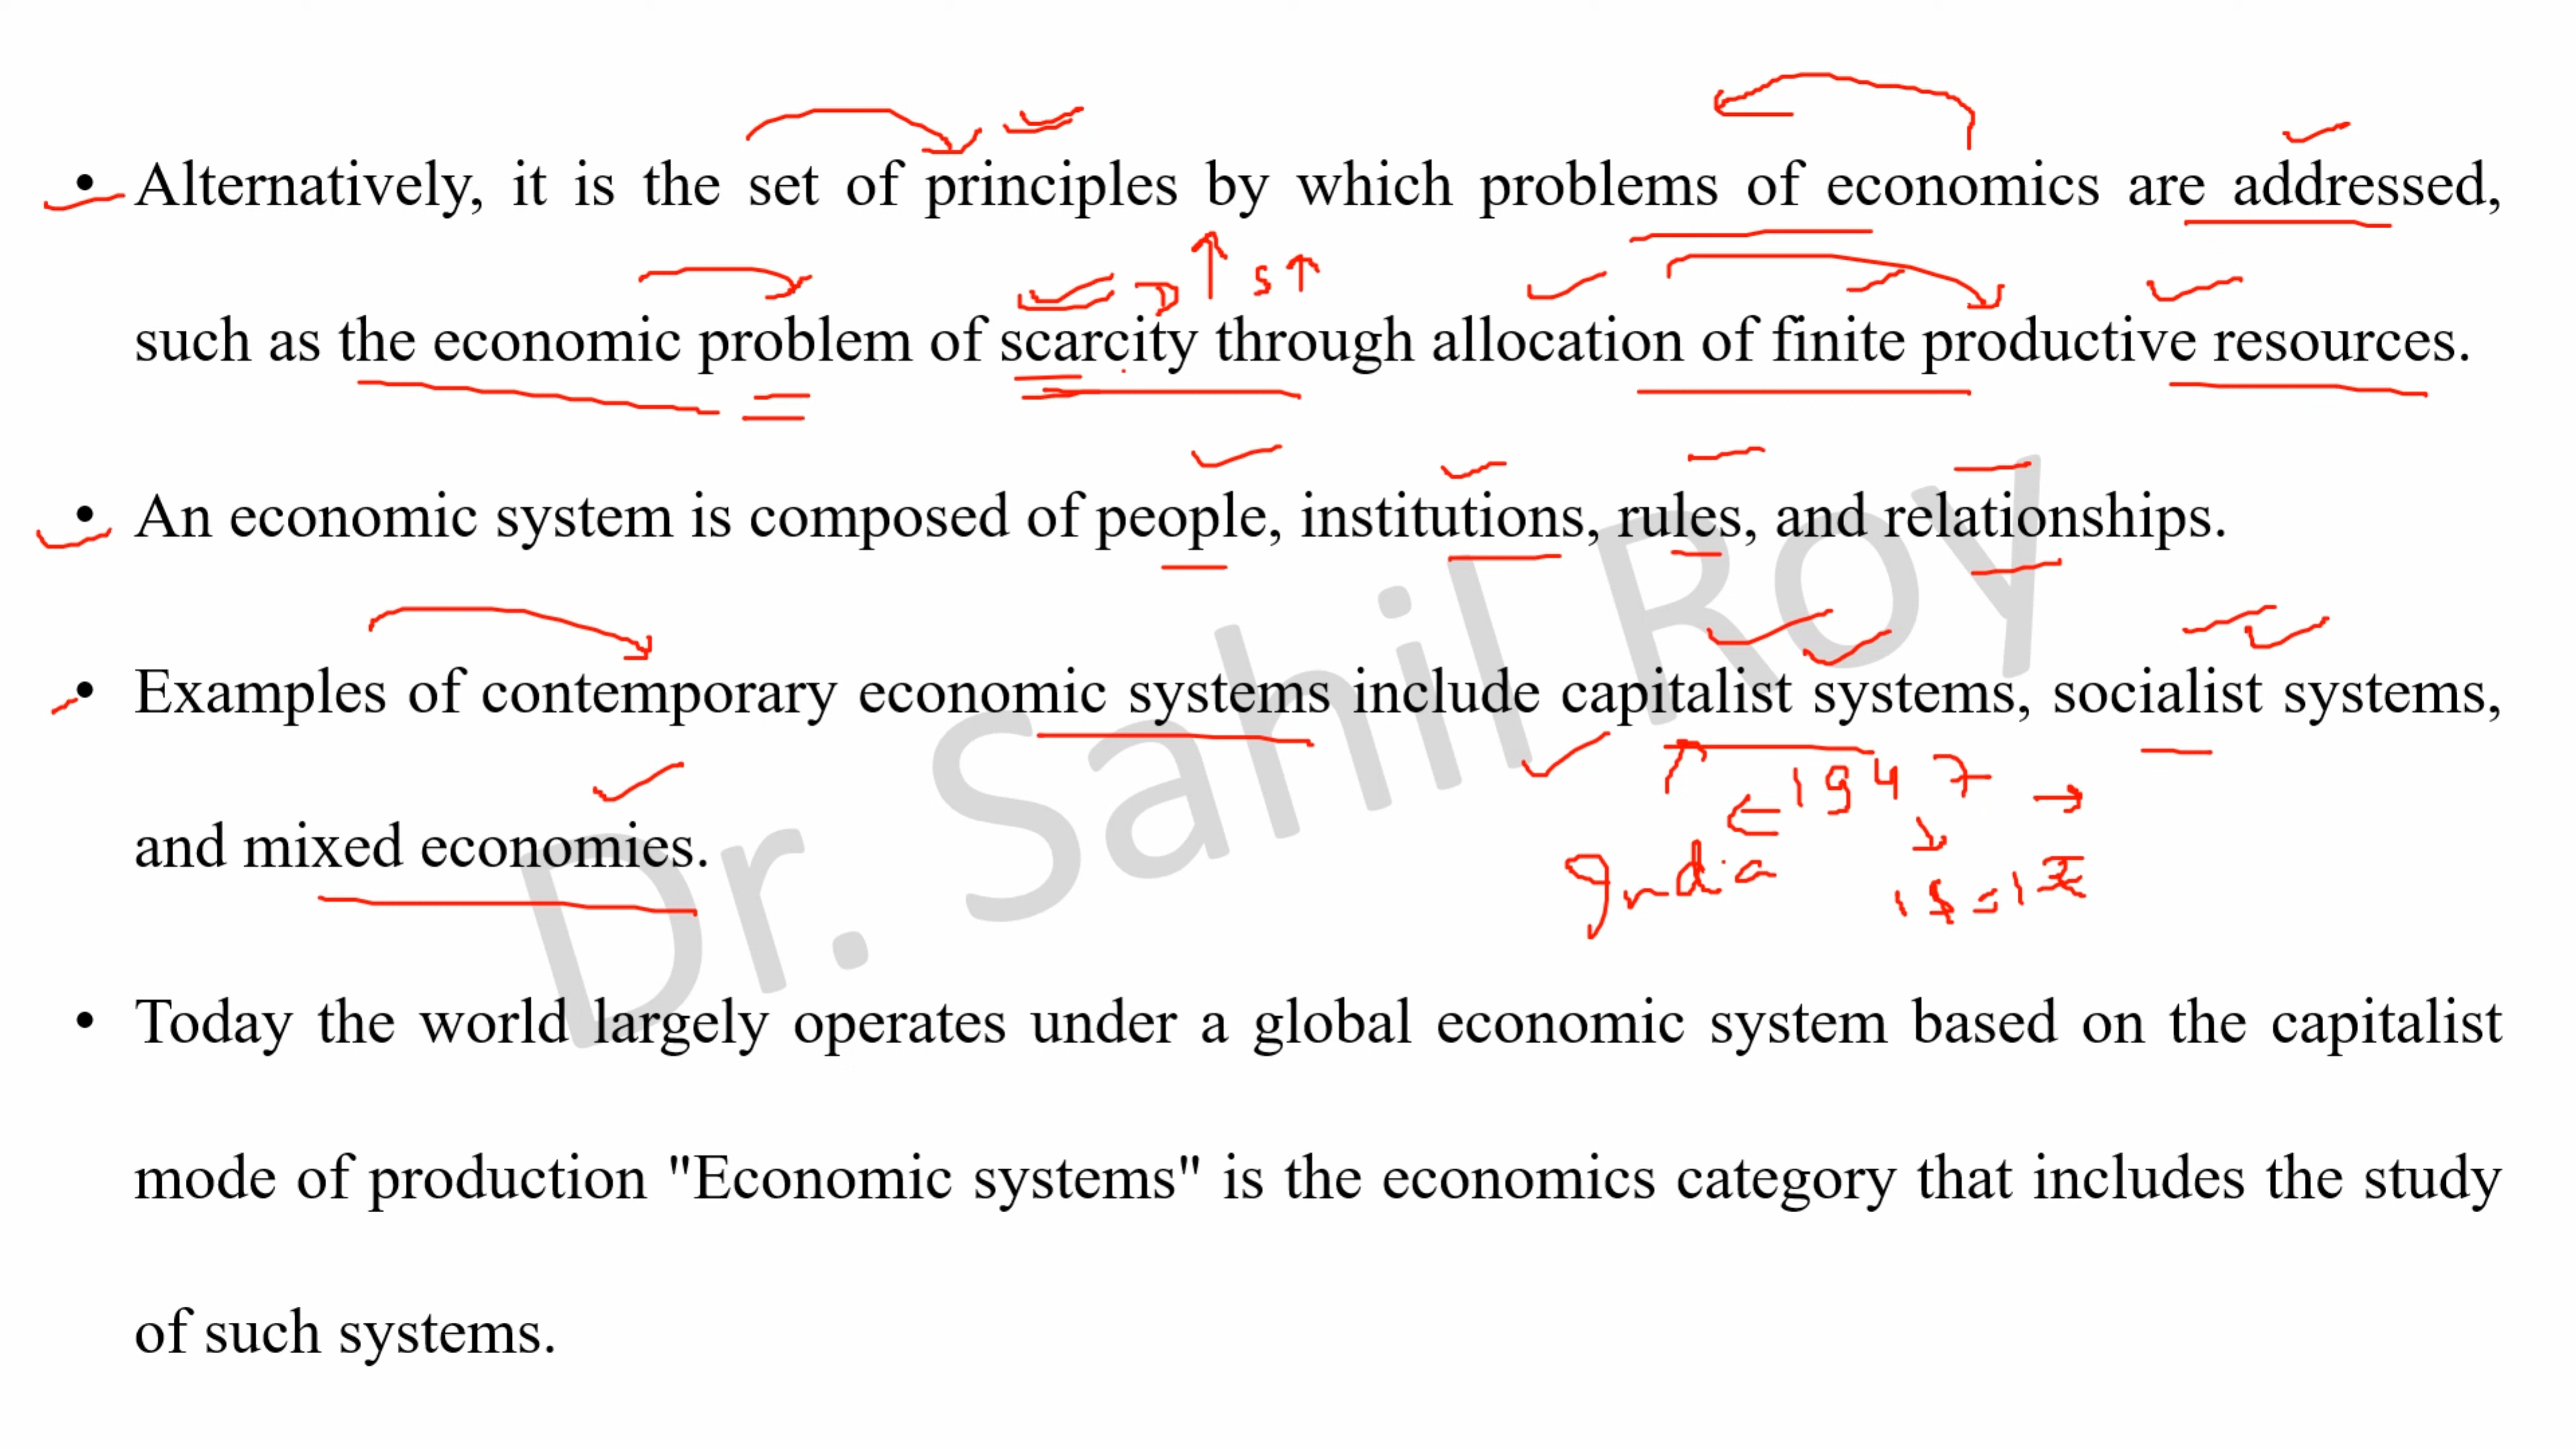 • Alternatively, it is the set of principles by which problems of economics are addressed,
D↑ S↑
such as the economic problem of scarcity through allocation of finite productive resources.
• An economic system is composed of people, institutions, rules, and relationships.
• Examples of contemporary economic systems include capitalist systems, socialist systems,
← 1947 →
and mixed economies.
India 1$=1₹
• Today the world largely operates under a global economic system based on the capitalist
mode of production "Economic systems" is the economics category that includes the study
of such systems.
Dr. Sahil Roy